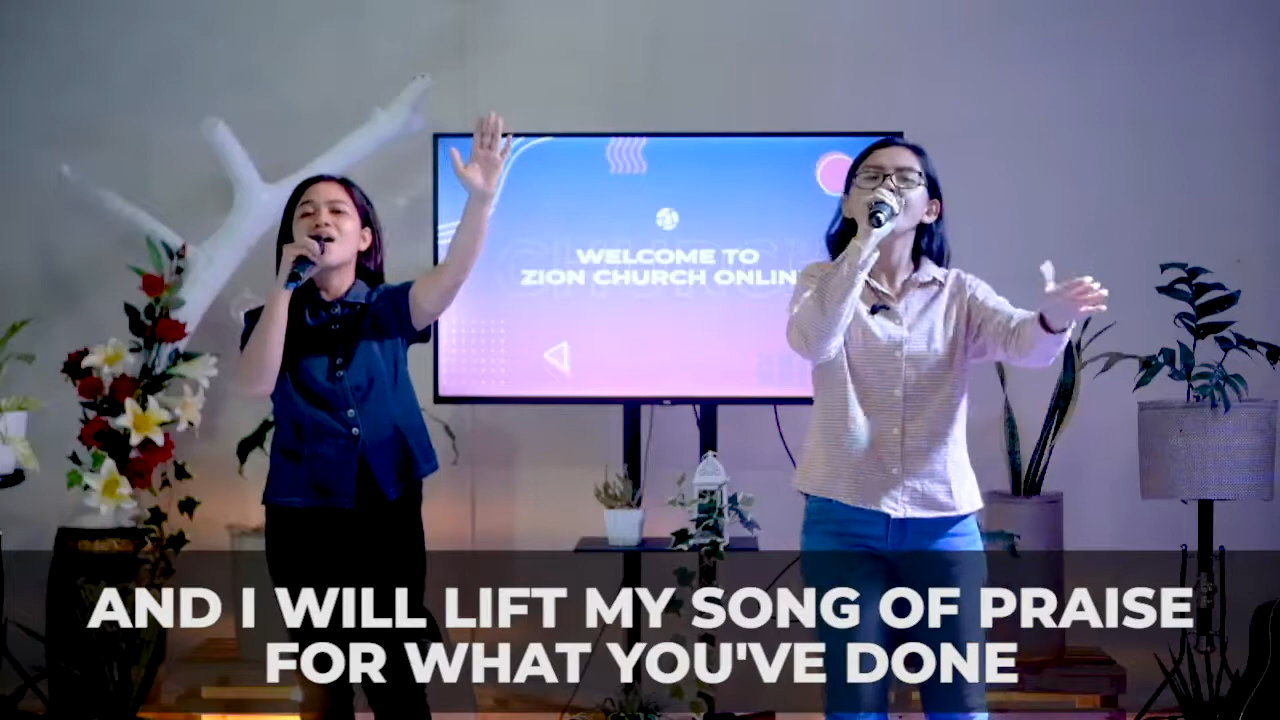 WELCOME TO
ZION CHURCH ONLIN
AND I WILL LIFT MY SONG OF PRAISE
FOR WHAT YOU'VE DONE